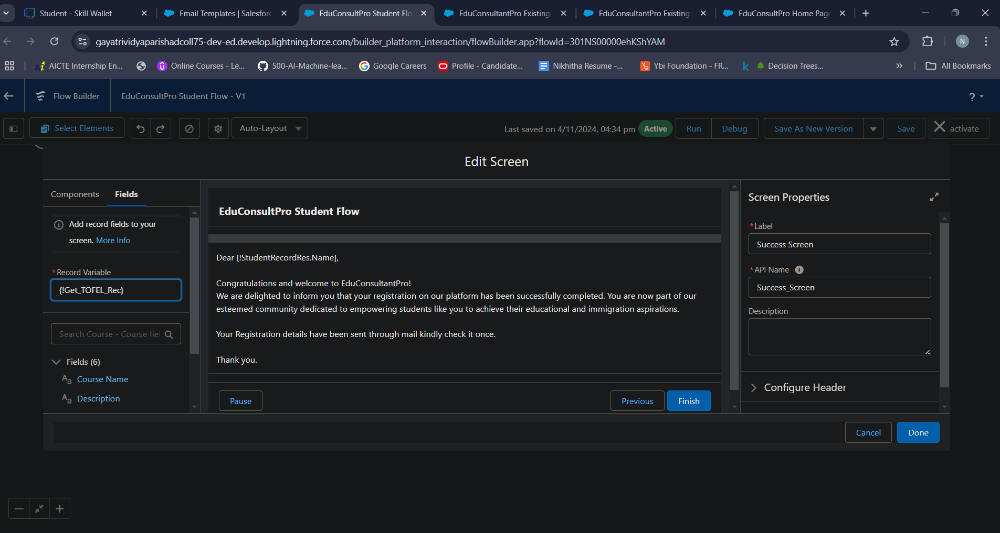 Student - Skill Wallet
Email Templates | Salesforc
EduConsultPro Student Flo
EduConsultantPro Existing
EduConsultantPro Existing
EduConsultPro Home Page
gayatrividyaparishadcoll75-dev-ed.develop.lightning.force.com/builder_platform_interaction/flowBuilder.app?flowId=301NS00000ehKShYAM
N
AICTE Internship En...
Online Courses - Le...
500-AI-Machine-lea...
Google Careers
Profile - Candidate...
Nikhitha Resume -...
Ybi Foundation - FR...
k
Decision Trees...
All Bookmarks
Flow Builder
EduConsultPro Student Flow - V1
?
Select Elements
Auto-Layout
Last saved on 4/11/2024, 04:34 pm
Active
Run
Debug
Save As New Version
Save
activate
Edit Screen
Components
Fields
Add record fields to your
screen. More Info
*Record Variable
{!Get_TOFEL_Rec}
Search Course - Course fiel
Fields (6)
Aa Course Name
Aa Description
EduConsultPro Student Flow
Dear {!StudentRecordRes.Name},
Congratulations and welcome to EduConsultantPro!
We are delighted to inform you that your registration on our platform has been successfully completed. You are now part of our
esteemed community dedicated to empowering students like you to achieve their educational and immigration aspirations.
Your Registration details have been sent through mail kindly check it once.
Thank you.
Pause
Previous
Finish
Screen Properties
*Label
Success Screen
*API Name
Success_Screen
Description
Configure Header
Cancel
Done